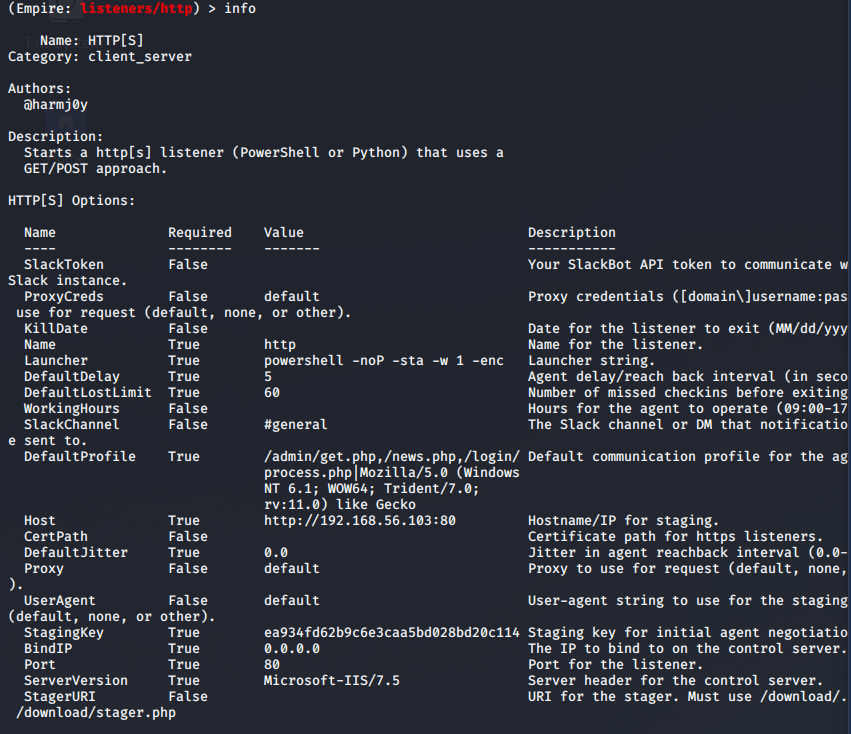 (Empire: listeners/http) > info
Name: HTTP[S]
Category: client_server
Authors:
@harmj0y
Description:
Starts a http[s] listener (PowerShell or Python) that uses a
GET/POST approach.
HTTP[S] Options:
Name Required Value Description
---- -------- ------- -----------
SlackToken False Your SlackBot API token to communicate w
Slack instance.
ProxyCreds False default Proxy credentials ([domain\]username:pas
use for request (default, none, or other).
KillDate False Date for the listener to exit (MM/dd/yyy
Name True http Name for the listener.
Launcher True powershell -noP -sta -w 1 -enc Launcher string.
DefaultDelay True 5 Agent delay/reach back interval (in seco
DefaultLostLimit True 60 Number of missed checkins before exiting
WorkingHours False Hours for the agent to operate (09:00-17
SlackChannel False #general The Slack channel or DM that notificatio
e sent to.
DefaultProfile True /admin/get.php,/news.php,/login/ Default communication profile for the ag
process.php|Mozilla/5.0 (Windows
NT 6.1; WOW64; Trident/7.0;
rv:11.0) like Gecko
Host True http://192.168.56.103:80 Hostname/IP for staging.
CertPath False Certificate path for https listeners.
DefaultJitter True 0.0 Jitter in agent reachback interval (0.0-
Proxy False default Proxy to use for request (default, none,
).
UserAgent False default User-agent string to use for the staging
(default, none, or other).
StagingKey True ea934fd62b9c6e3caa5bd028bd20c114 Staging key for initial agent negotiatio
BindIP True 0.0.0.0 The IP to bind to on the control server.
Port True 80 Port for the listener.
ServerVersion True Microsoft-IIS/7.5 Server header for the control server.
StagerURI False URI for the stager. Must use /download/.
/download/stager.php